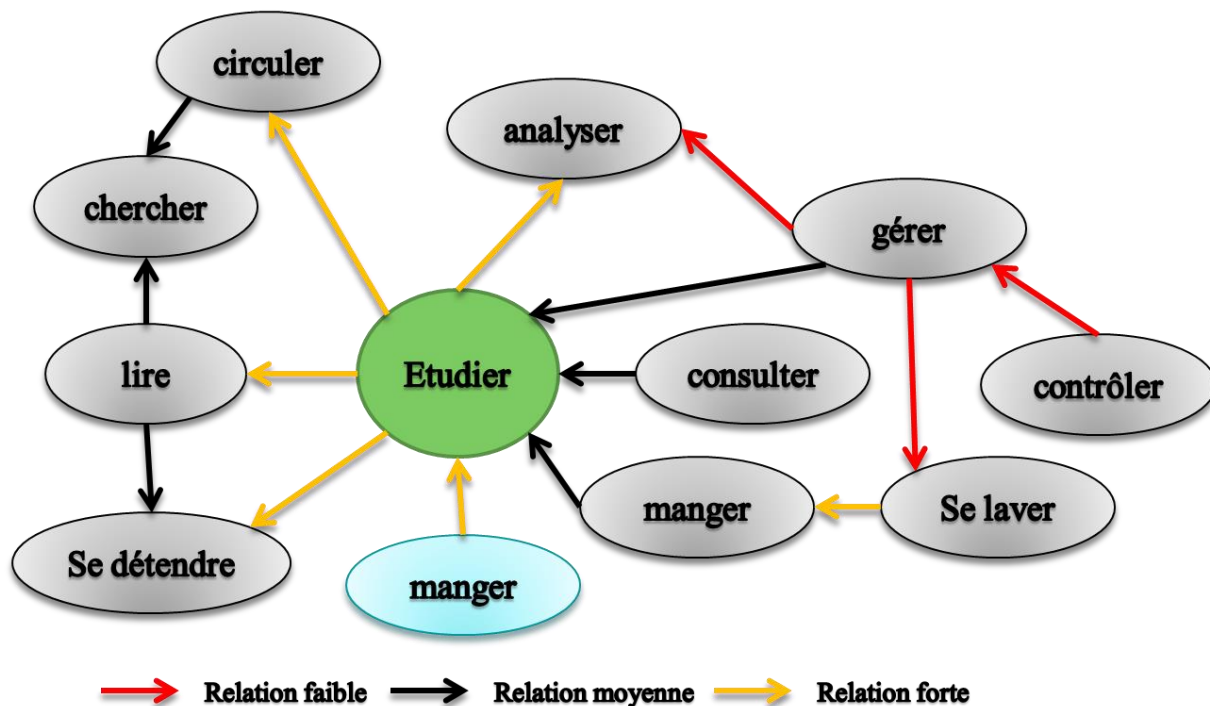 circuler
analyser
chercher
gérer
lire
Etudier
consulter
contrôler
manger
Se laver
Se détendre
manger
Relation faible
Relation moyenne
Relation forte